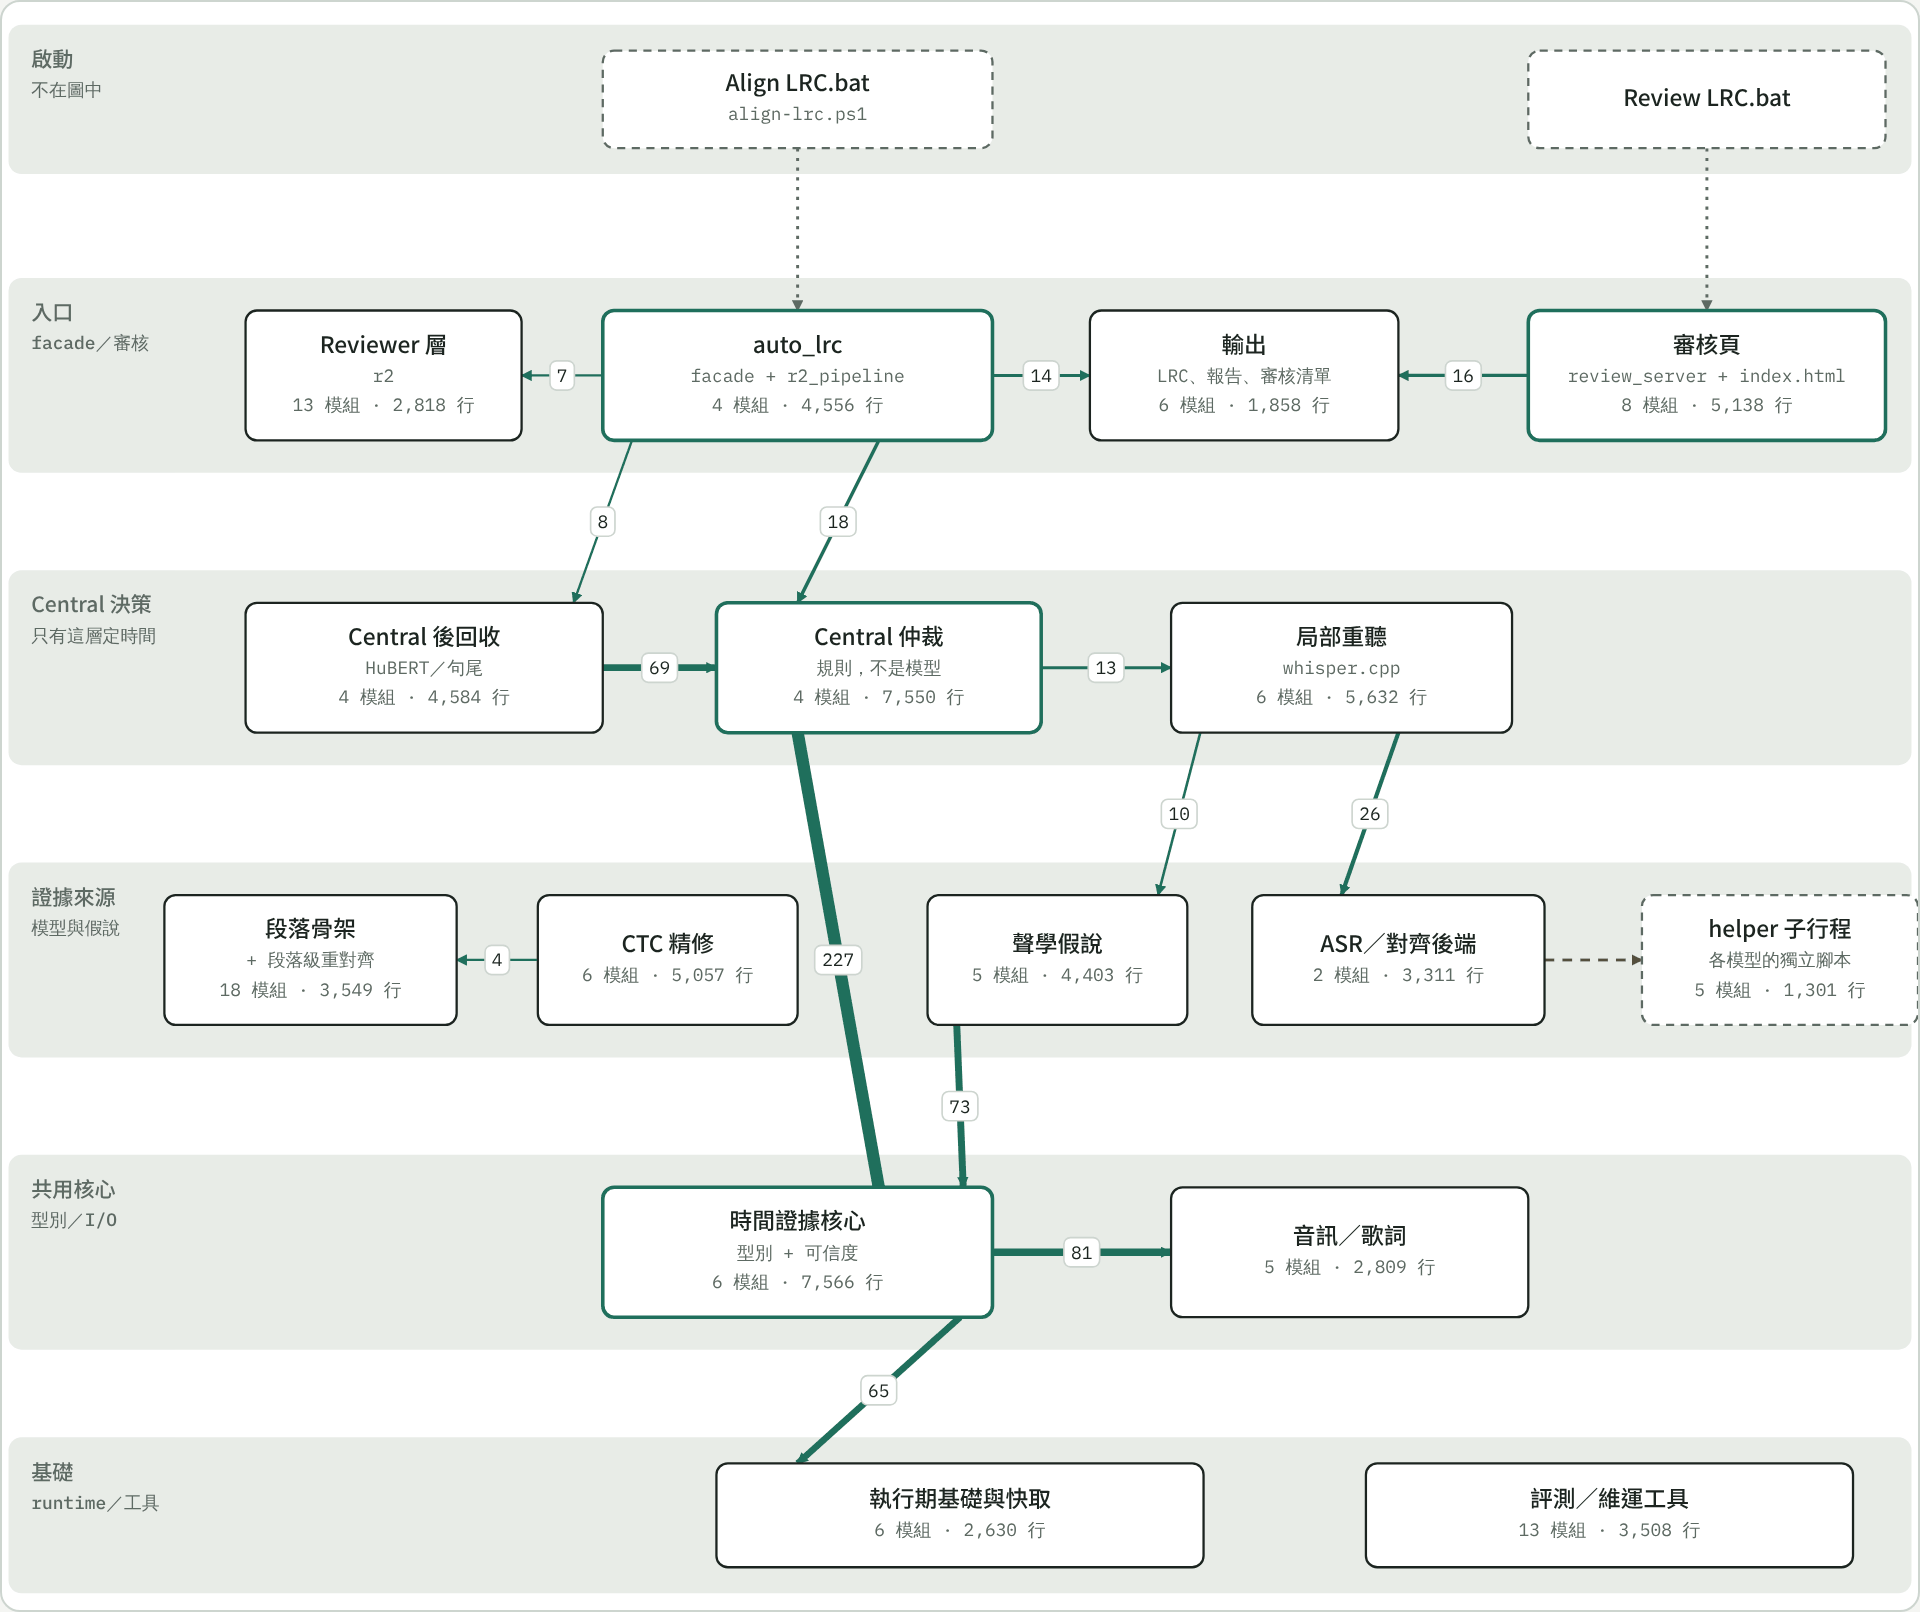 啟動
不在圖中
Align LRC.bat
align-lrc.ps1
Review LRC.bat
入口
facade／審核
Reviewer 層
r2
13 模組 · 2,818 行
7
auto_lrc
facade + r2_pipeline
4 模組 · 4,556 行
14
輸出
LRC、報告、審核清單
6 模組 · 1,858 行
16
審核頁
review_server + index.html
8 模組 · 5,138 行
8
18
Central 決策
只有這層定時間
Central 後回收
HuBERT／句尾
4 模組 · 4,584 行
69
Central 仲裁
規則，不是模型
4 模組 · 7,550 行
13
局部重聽
whisper.cpp
6 模組 · 5,632 行
10
26
證據來源
模型與假說
段落骨架
+ 段落級重對齊
18 模組 · 3,549 行
4
CTC 精修
6 模組 · 5,057 行
227
聲學假說
5 模組 · 4,403 行
ASR／對齊後端
2 模組 · 3,311 行
helper 子行程
各模型的獨立腳本
5 模組 · 1,301 行
73
共用核心
型別／I/O
時間證據核心
型別 + 可信度
6 模組 · 7,566 行
81
音訊／歌詞
5 模組 · 2,809 行
65
基礎
runtime／工具
執行期基礎與快取
6 模組 · 2,630 行
評測／維運工具
13 模組 · 3,508 行